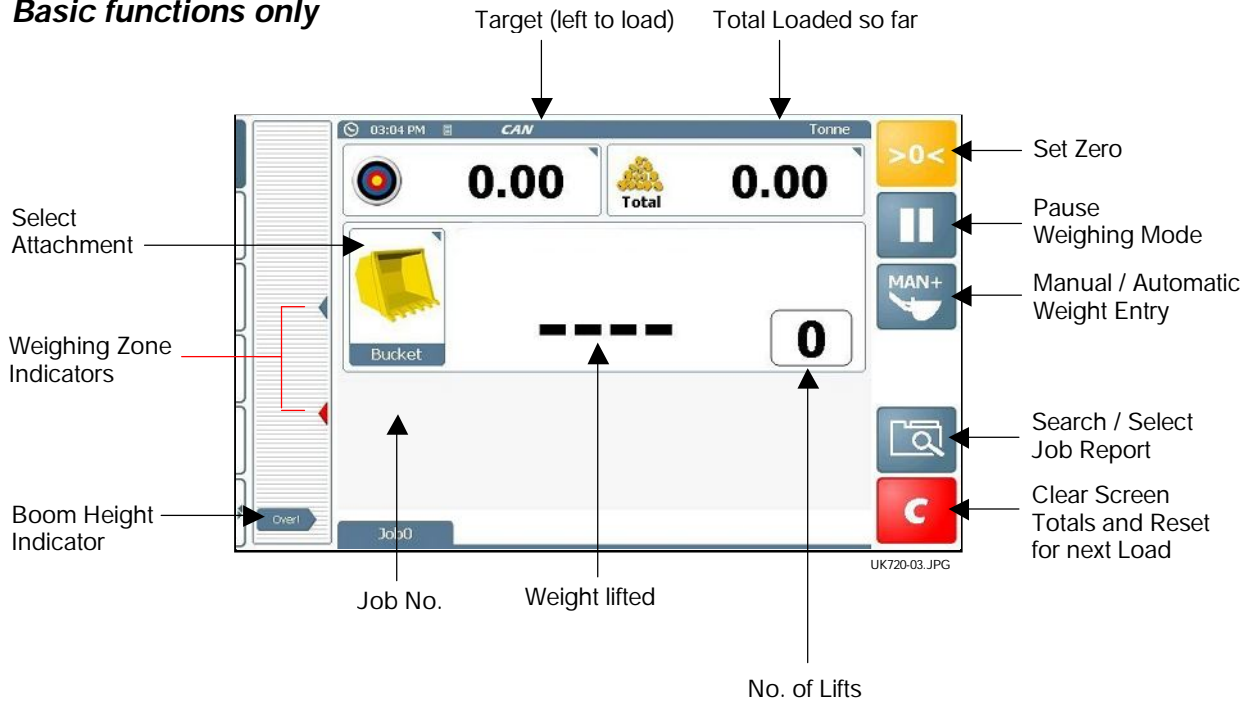 Basic functions only
Target (left to load)
Total Loaded so far
03:04 PM
CAN
Tonne
>0<
Set Zero
0.00
Total
0.00
Select
Attachment
Pause
Weighing Mode
MAN+
Manual / Automatic
Weight Entry
Weighing Zone
Indicators
Bucket
0
Search / Select
Job Report
Boom Height
Indicator
Over!
Job0
C
Clear Screen
Totals and Reset
for next Load
UK720-03.JPG
Job No.
Weight lifted
No. of Lifts